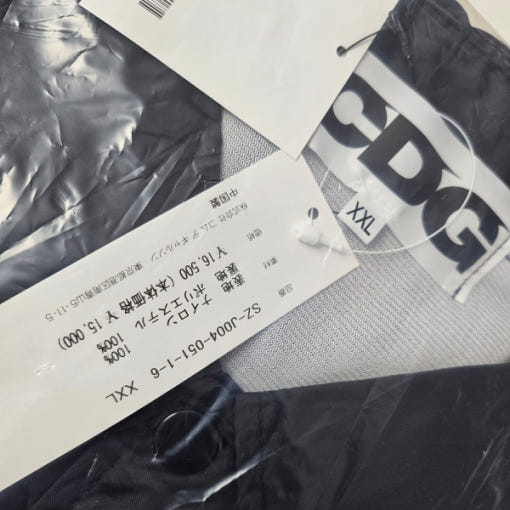 CDG
XXL
品番 SZ-J004-051-1-6 XXL
素材 表地 ナイロン 100%
裏地 ポリエステル 100%
価格 ￥16,500 (本体価格 ￥15,000)
株式会社 コム デ ギャルソン 東京都港区南青山5-11-5
中国製